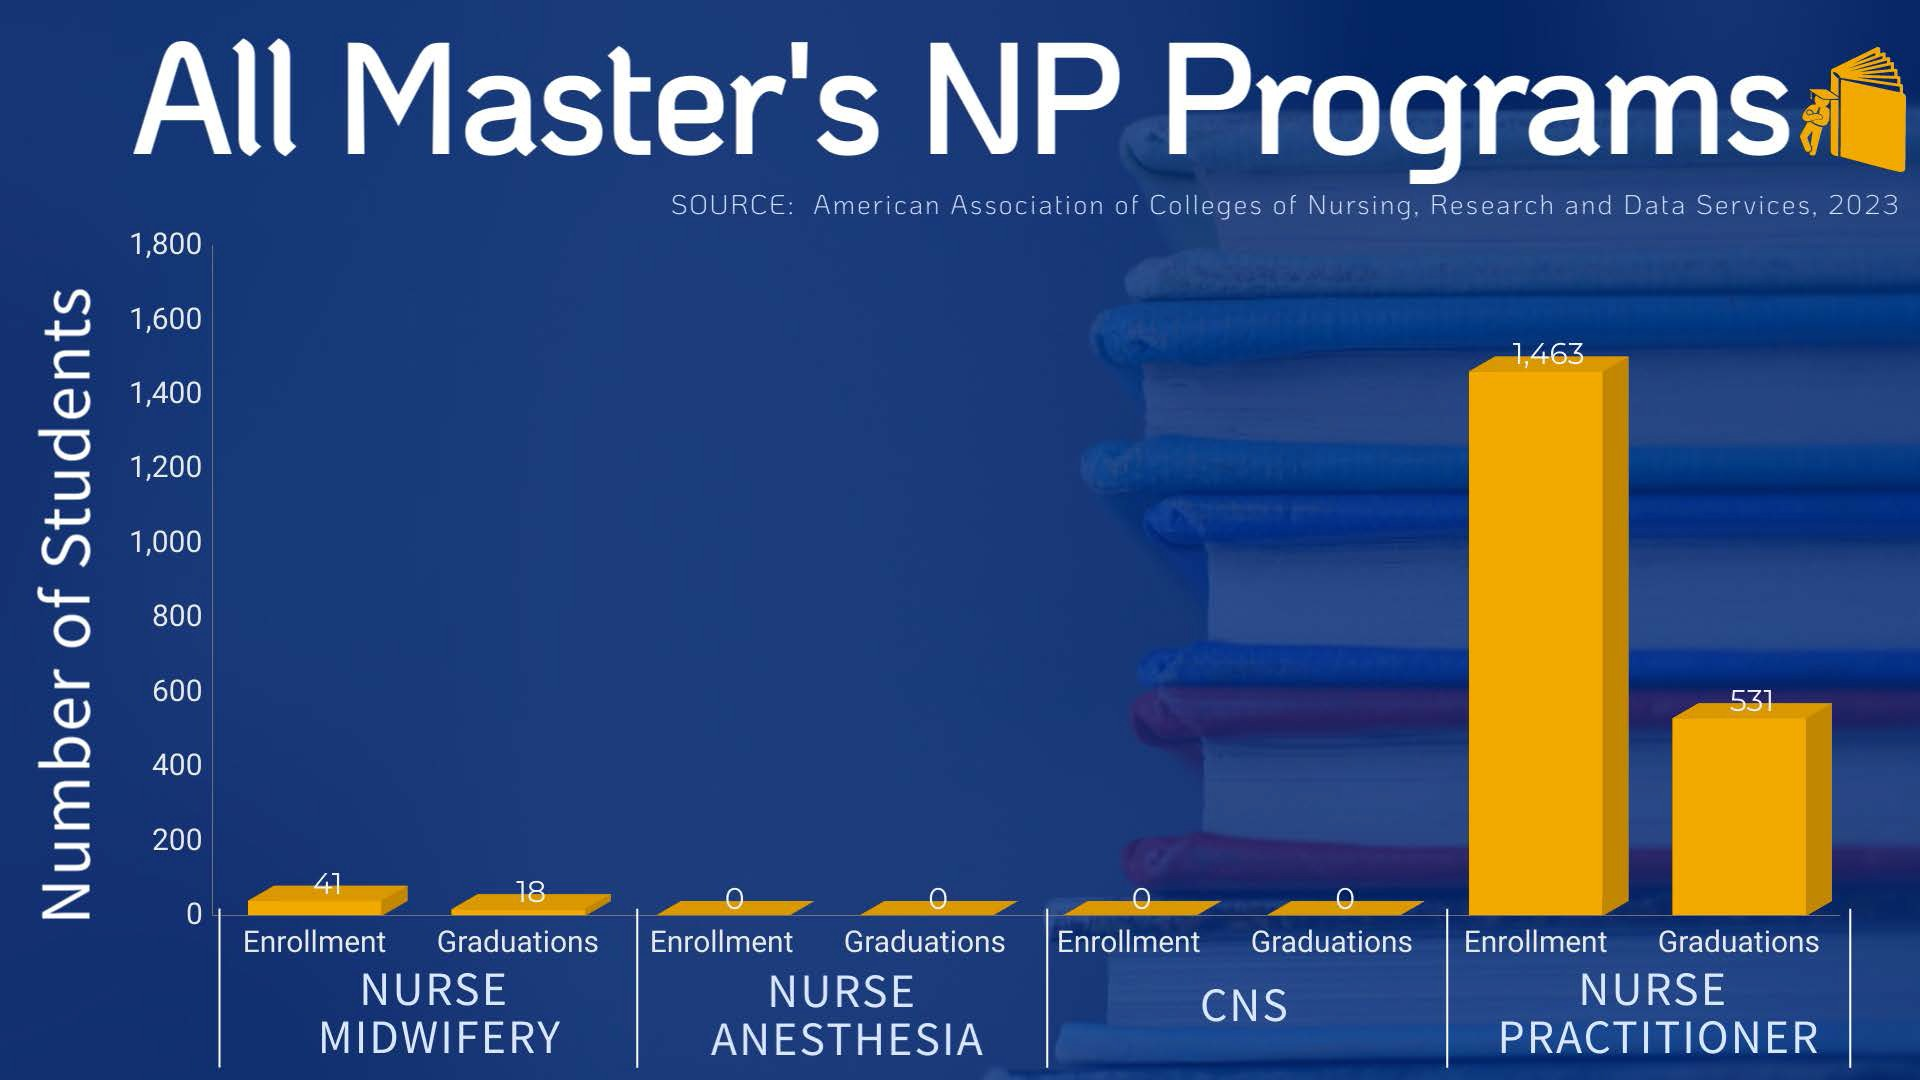 All Master's NP Programs
SOURCE: American Association of Colleges of Nursing, Research and Data Services, 2023
Number of Students
1,800
1,600
1,400
1,200
1,000
800
600
400
200
0
41
18
0
0
0
0
1,463
531
Enrollment
Graduations
Enrollment
Graduations
Enrollment
Graduations
Enrollment
Graduations
NURSE
MIDWIFERY
NURSE
ANESTHESIA
CNS
NURSE
PRACTITIONER